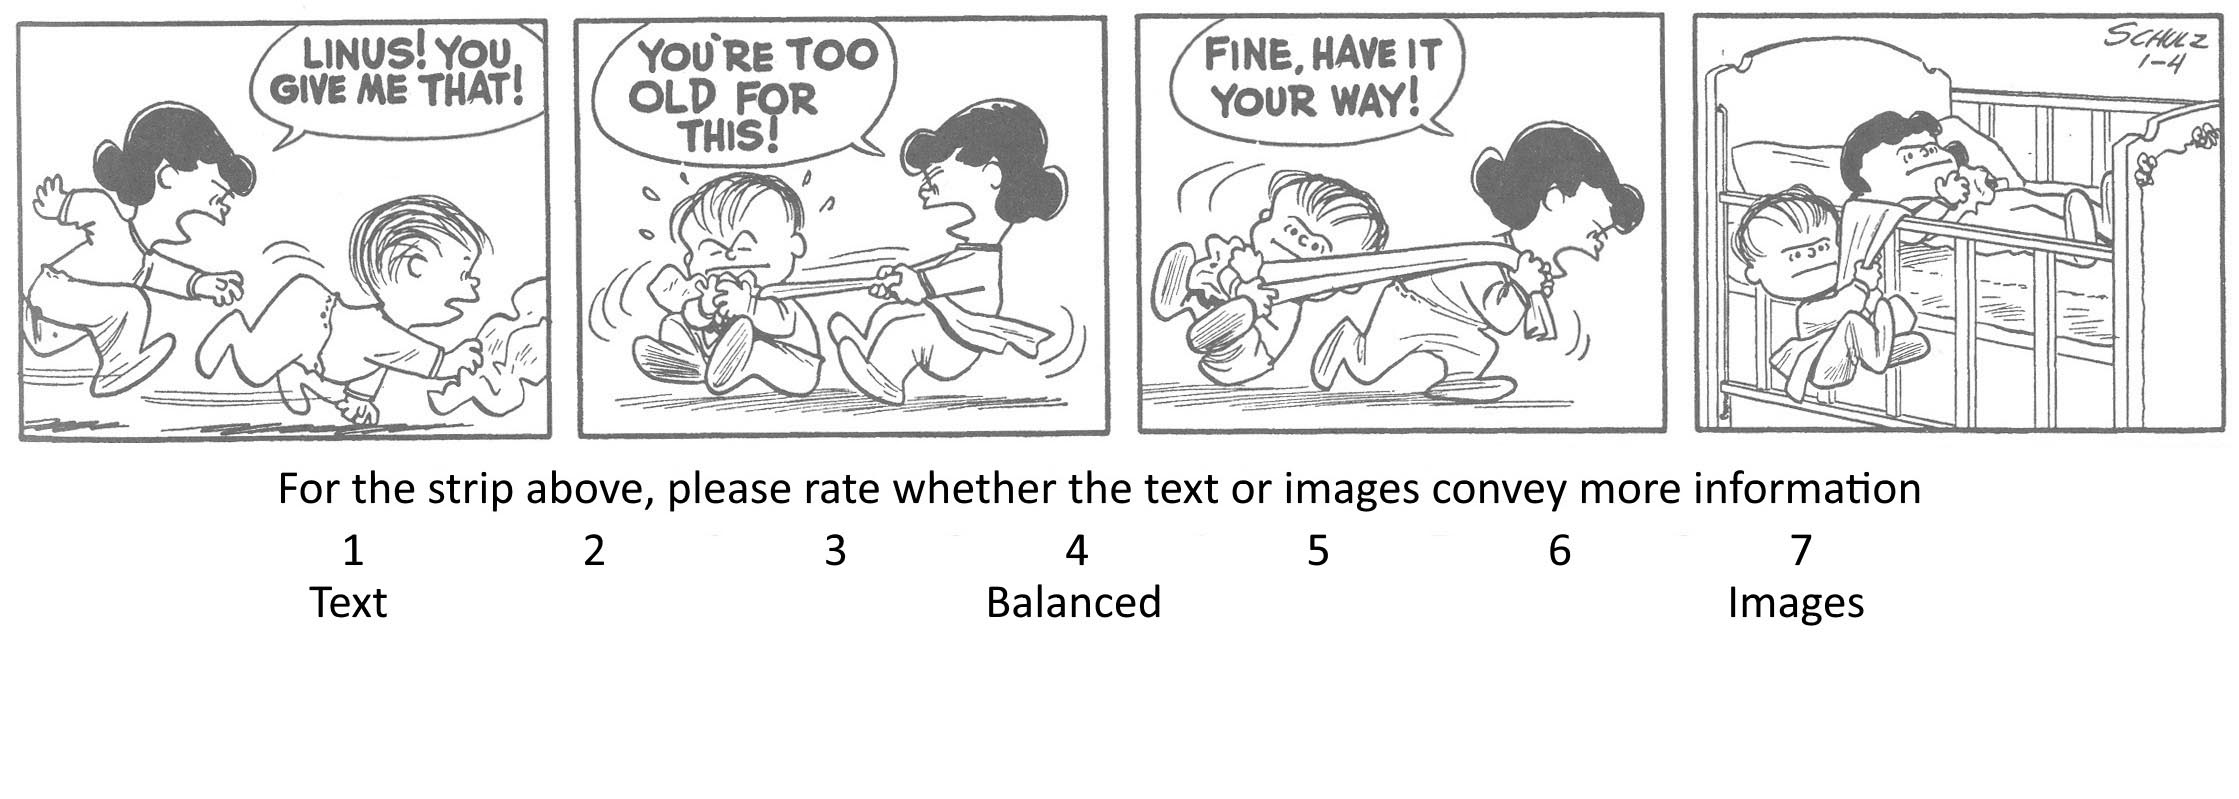 LINUS! YOU
GIVE ME THAT!
YOU'RE TOO
OLD FOR
THIS!
FINE, HAVE IT
YOUR WAY!
SCHULZ
1-4
For the strip above, please rate whether the text or images convey more information
1 2 3 4 5 6 7
Text Balanced Images